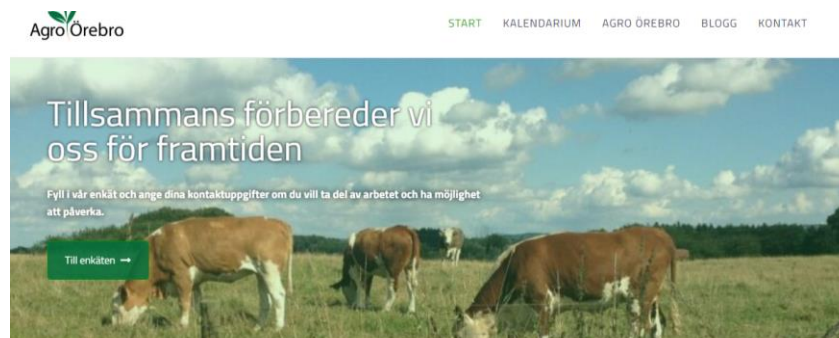 Agro Örebro
START KALENDARIUM AGRO ÖREBRO BLOGG KONTAKT
Tillsammans förbereder vi
oss för framtiden
Fyll i vår enkät och ange dina kontaktuppgifter om du vill ta del av arbetet och ha möjlighet
att påverka.
Till enkäten →